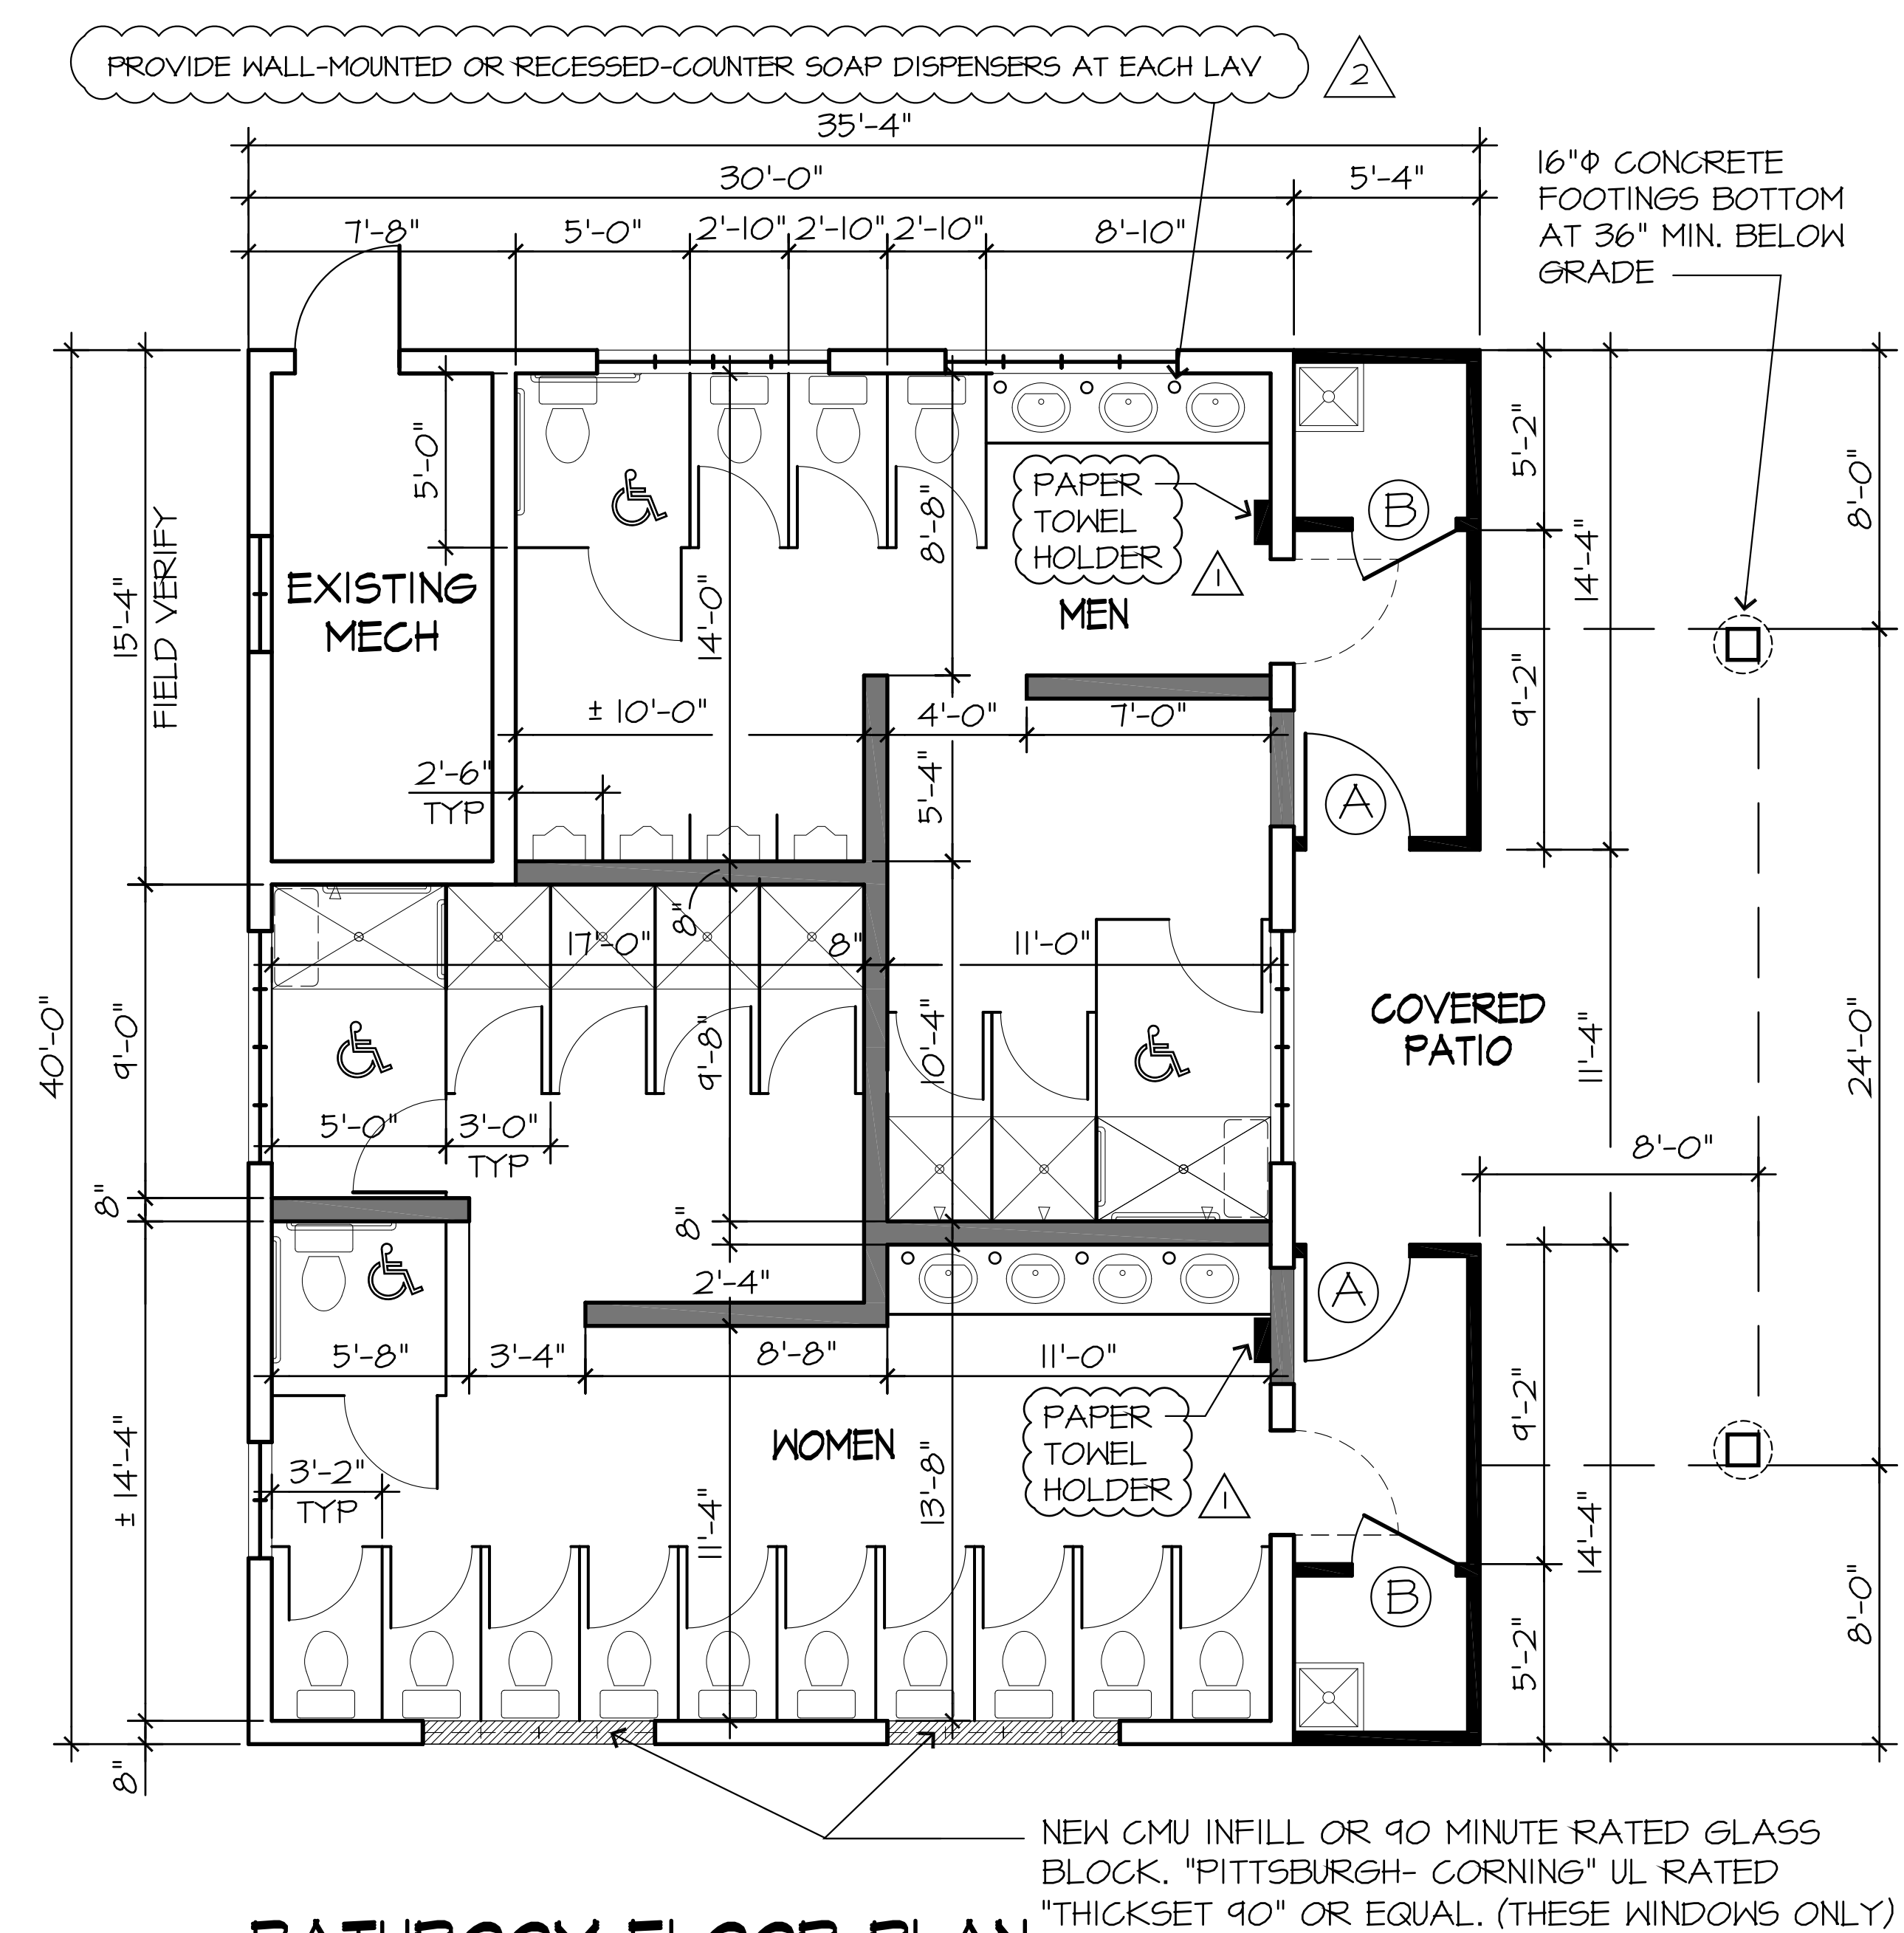 PROVIDE WALL-MOUNTED OR RECESSED-COUNTER SOAP DISPENSERS AT EACH LAV
2
35'-4"
30'-0"
5'-4"
7'-8"
5'-0"
2'-10"
2'-10"
2'-10"
8'-10"
16"Φ CONCRETE
FOOTINGS BOTTOM
AT 36" MIN. BELOW
GRADE
5'-0"
8'-8"
PAPER
TOWEL
HOLDER
1
B
5'-2"
8'-0"
14'-4"
15'-4"
FIELD VERIFY
EXISTING
MECH
14'-0"
MEN
9'-2"
± 10'-0"
4'-0"
7'-0"
2'-6"
TYP
5'-4"
A
8"
17'-0"
8"
11'-0"
40'-0"
9'-0"
9'-8"
10'-4"
COVERED
PATIO
11'-4"
24'-0"
5'-0"
3'-0"
TYP
8'-0"
8"
8"
2'-4"
A
5'-8"
3'-4"
8'-8"
11'-0"
9'-2"
± 14'-4"
WOMEN
PAPER
TOWEL
HOLDER
1
3'-2"
TYP
11'-4"
13'-8"
14'-4"
B
5'-2"
8'-0"
8"
NEW CMU INFILL OR 90 MINUTE RATED GLASS
BLOCK. "PITTSBURGH- CORNING" UL RATED
"THICKSET 90" OR EQUAL. (THESE WINDOWS ONLY)
BATHROOM FLOOR PLAN